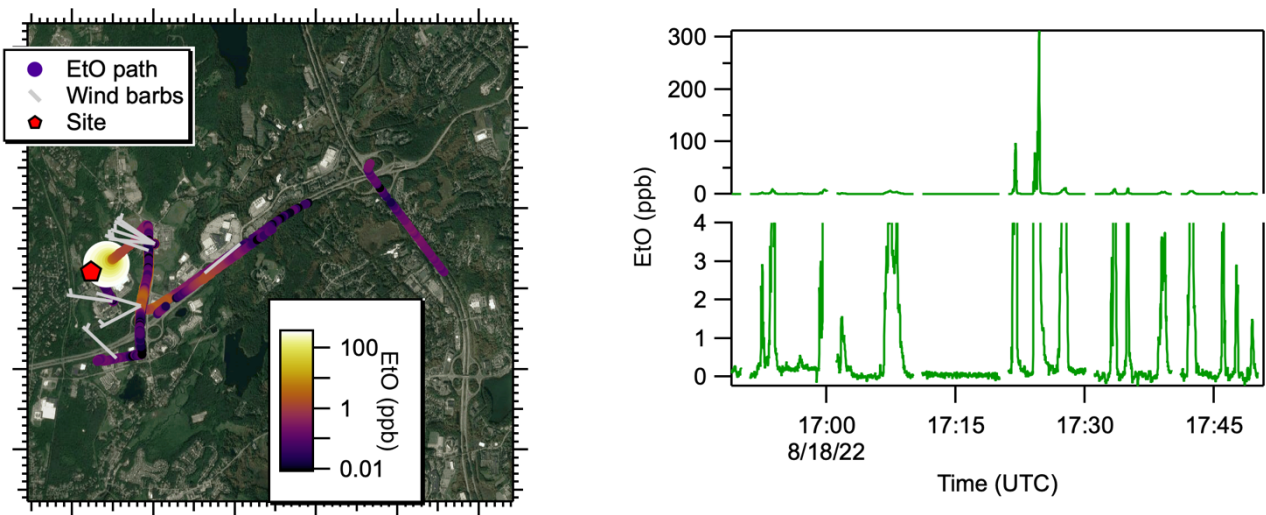 EtO path
Wind barbs
Site
100
1
0.01
EtO (ppb)
300
200
100
0
4
3
2
1
0
EtO (ppb)
17:00
17:15
17:30
17:45
8/18/22
Time (UTC)